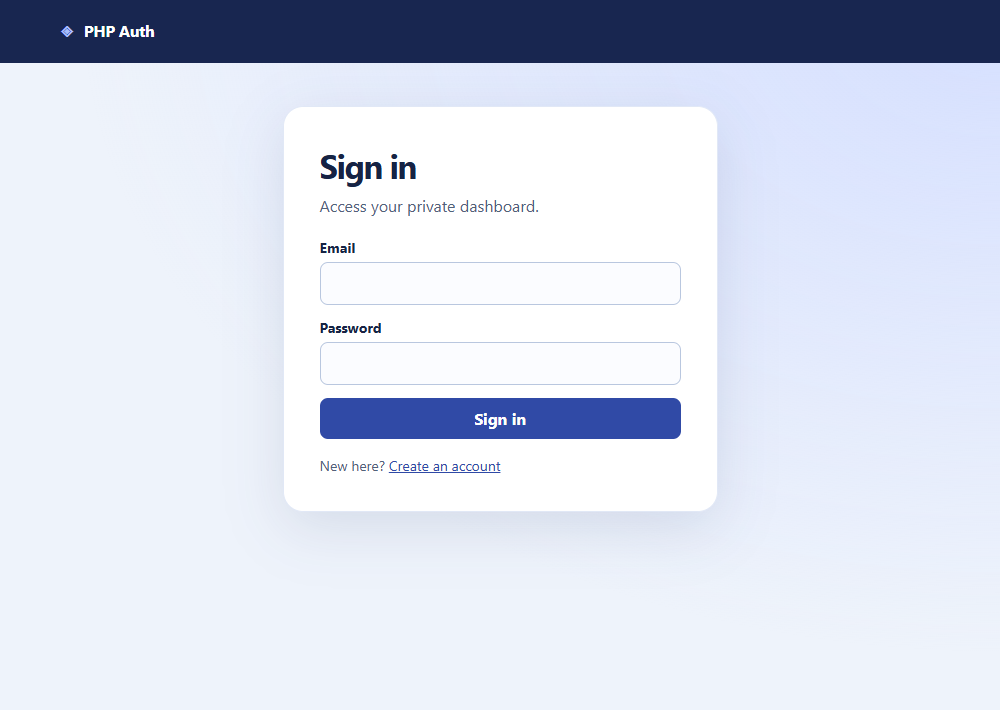 PHP Auth
Sign in
Access your private dashboard.
Email
Password
Sign in
New here? Create an account